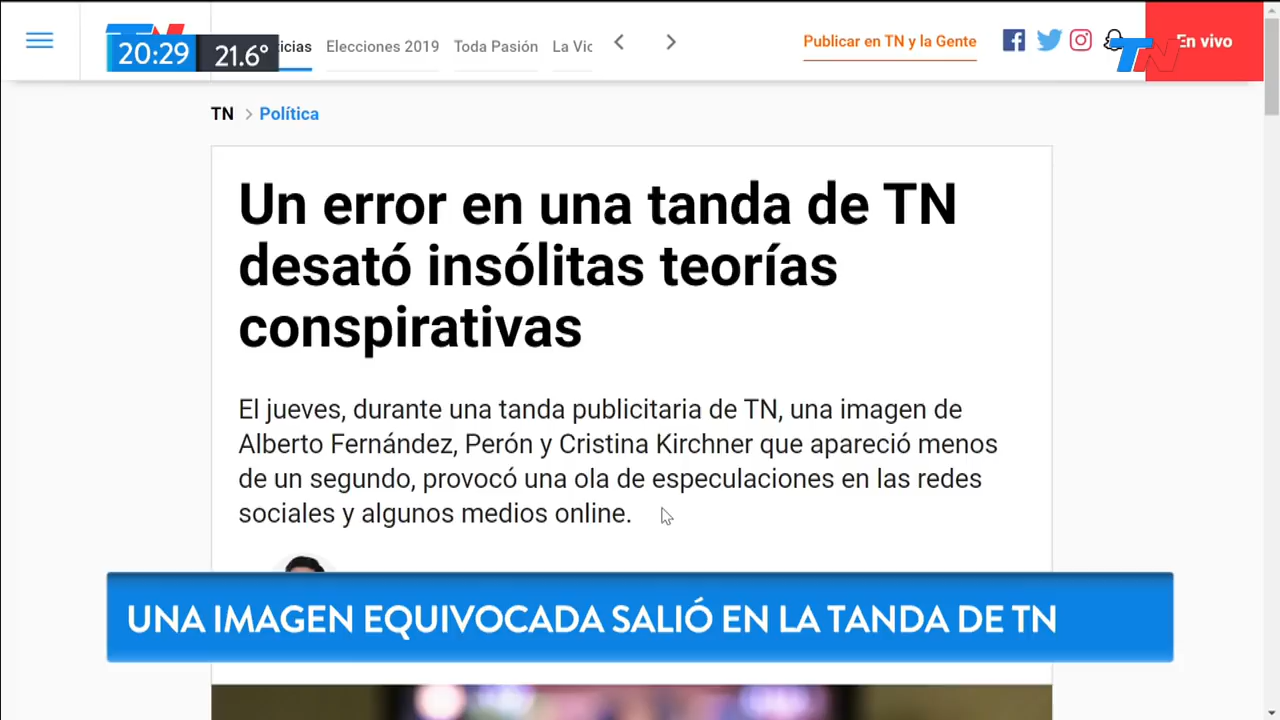 20:29 21.6° Elecciones 2019 Toda Pasión Publicar en TN y la Gente TN En vivo
TN > Política
Un error en una tanda de TN
desató insólitas teorías
conspirativas
El jueves, durante una tanda publicitaria de TN, una imagen de
Alberto Fernández, Perón y Cristina Kirchner que apareció menos
de un segundo, provocó una ola de especulaciones en las redes
sociales y algunos medios online.
UNA IMAGEN EQUIVOCADA SALIÓ EN LA TANDA DE TN